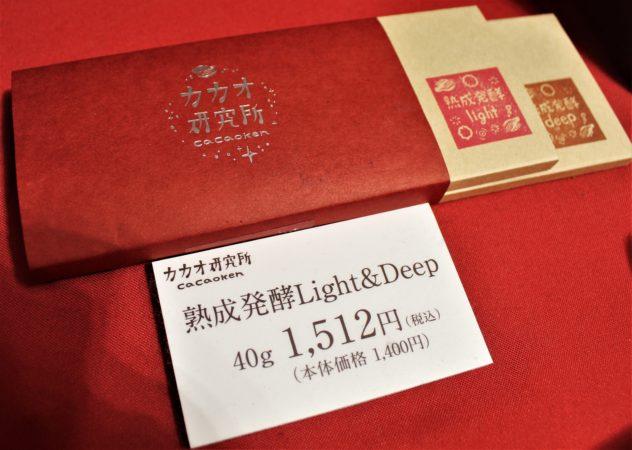 カカオ
研究所
cacaoken
熟成発酵
light
成発酵
deep
カカオ研究所
cacaoken
熟成発酵Light&Deep
40g 1,512円(税込)
(本体価格 1,400円)